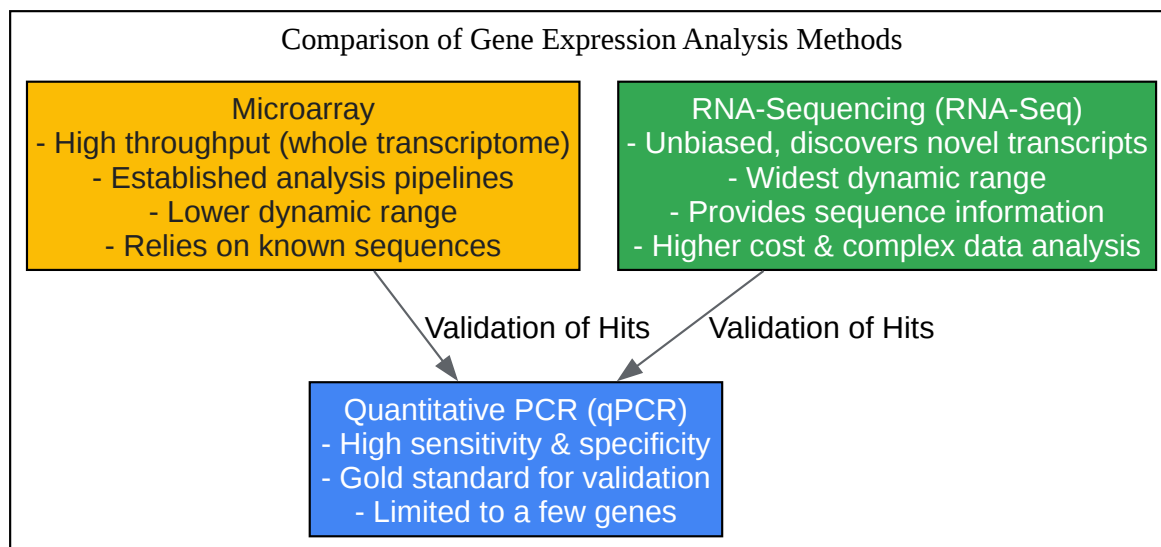 Comparison of Gene Expression Analysis Methods
Microarray
- High throughput (whole transcriptome)
- Established analysis pipelines
- Lower dynamic range
- Relies on known sequences
RNA-Sequencing (RNA-Seq)
- Unbiased, discovers novel transcripts
- Widest dynamic range
- Provides sequence information
- Higher cost & complex data analysis
Validation of Hits
Validation of Hits
Quantitative PCR (qPCR)
- High sensitivity & specificity
- Gold standard for validation
- Limited to a few genes